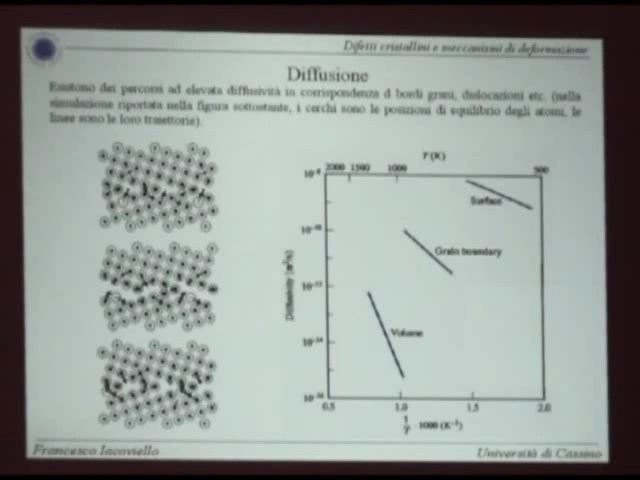 Difetti cristallini e meccanismi di deformazione
Diffusione
Esistono dei percorsi ad elevata diffusività in corrispondenza d bordi grani, dislocazioni etc. (nella
simulazione riportata nella figura sottostante, i cerchi sono le posizioni di equilibrio degli atomi, le
linee sono le loro traiettorie).
T (K)
2000 1500 1000 500
10⁻⁸
Surface
10⁻¹⁰
Grain boundary
Diffusivity (m²/s)
10⁻¹²
Volume
10⁻¹⁴
10⁻¹⁶
0.5 1.0 1.5 2.0
1/T · 1000 (K⁻¹)
Francesco Iacoviello
Università di Cassino